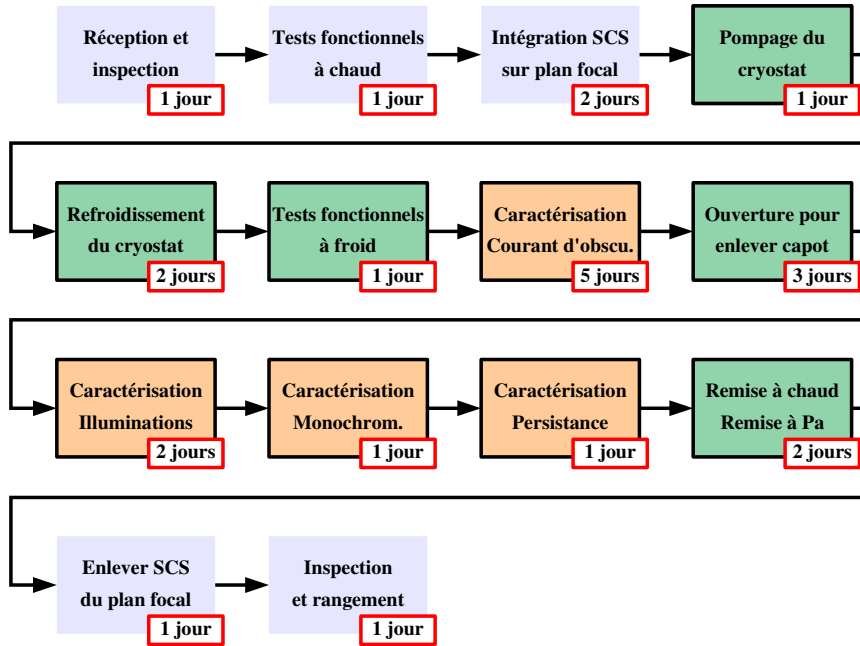 Réception et
inspection
1 jour
Tests fonctionnels
à chaud
1 jour
Intégration SCS
sur plan focal
2 jours
Pompage du
cryostat
1 jour
Refroidissement
du cryostat
2 jours
Tests fonctionnels
à froid
1 jour
Caractérisation
Courant d'obscu.
5 jours
Ouverture pour
enlever capot
3 jours
Caractérisation
Illuminations
2 jours
Caractérisation
Monochrom.
1 jour
Caractérisation
Persistance
1 jour
Remise à chaud
Remise à Pa
2 jours
Enlever SCS
du plan focal
1 jour
Inspection
et rangement
1 jour